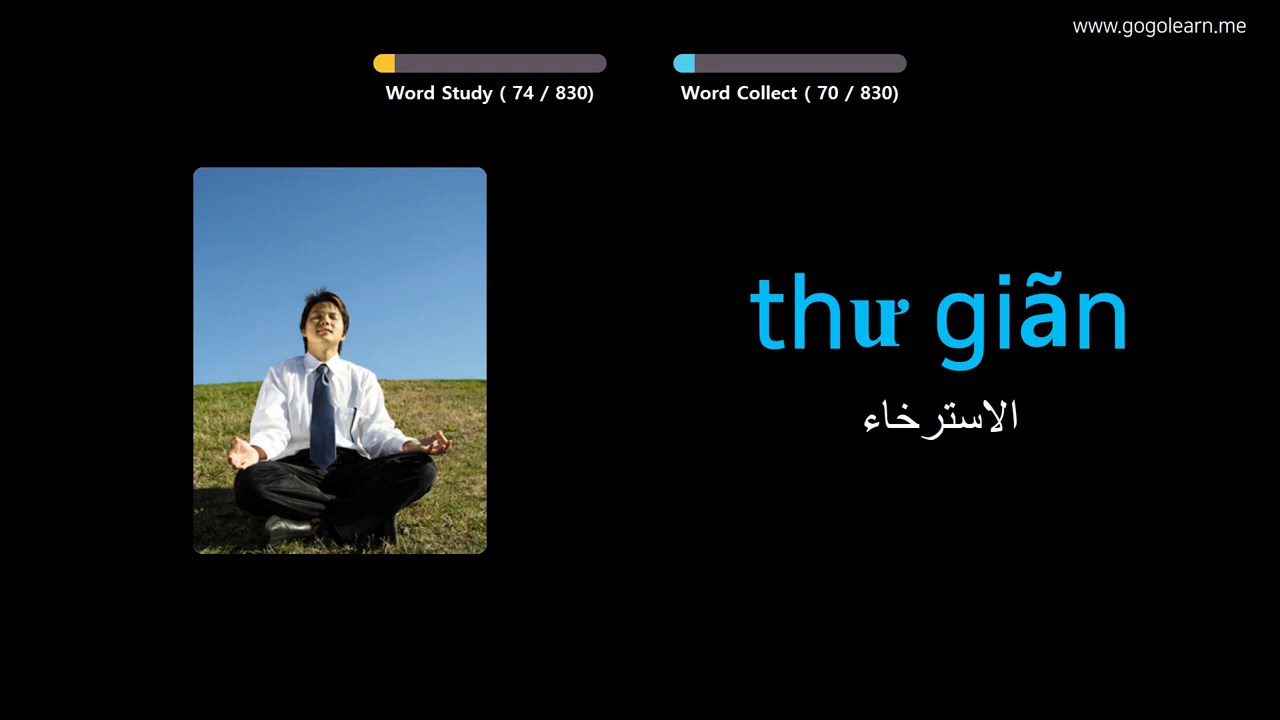 www.gogolearn.me
Word Study ( 74 / 830)
Word Collect ( 70 / 830)
thư giãn
الاسترخاء